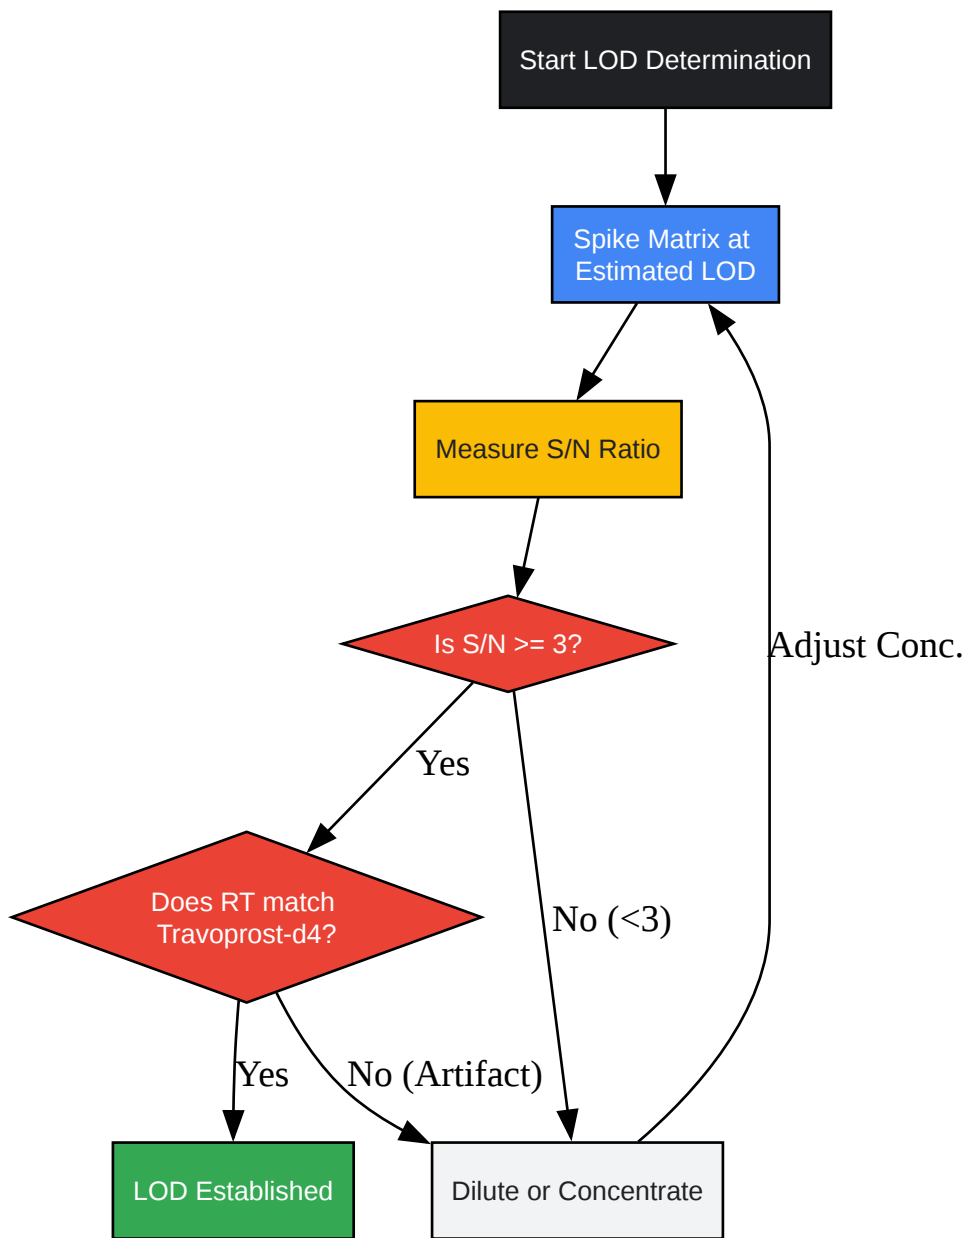 Start LOD Determination
Spike Matrix at
Estimated LOD
Measure S/N Ratio
Is S/N >= 3?
Adjust Conc.
Yes
Does RT match
Travoprost-d4?
No (<3)
Yes
No (Artifact)
LOD Established
Dilute or Concentrate